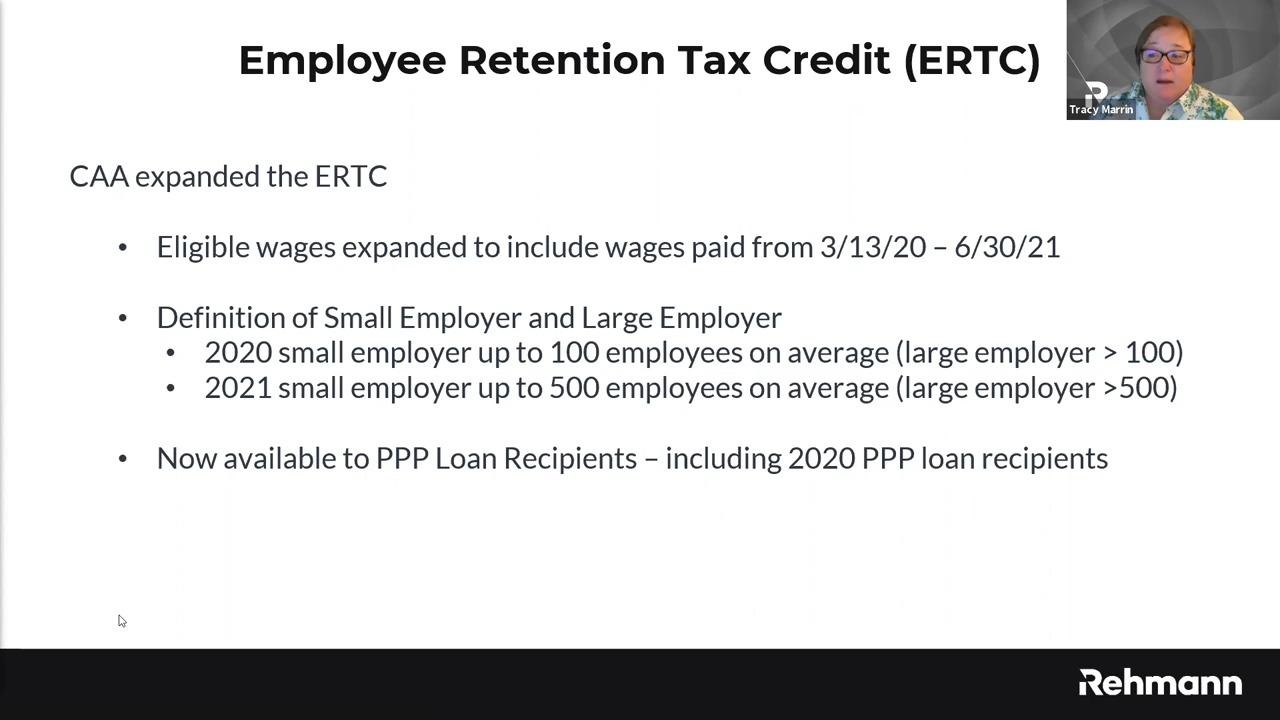 Employee Retention Tax Credit (ERTC)
Tracy Marrin
CAA expanded the ERTC
• Eligible wages expanded to include wages paid from 3/13/20 – 6/30/21
• Definition of Small Employer and Large Employer
• 2020 small employer up to 100 employees on average (large employer > 100)
• 2021 small employer up to 500 employees on average (large employer >500)
• Now available to PPP Loan Recipients – including 2020 PPP loan recipients
Rehmann